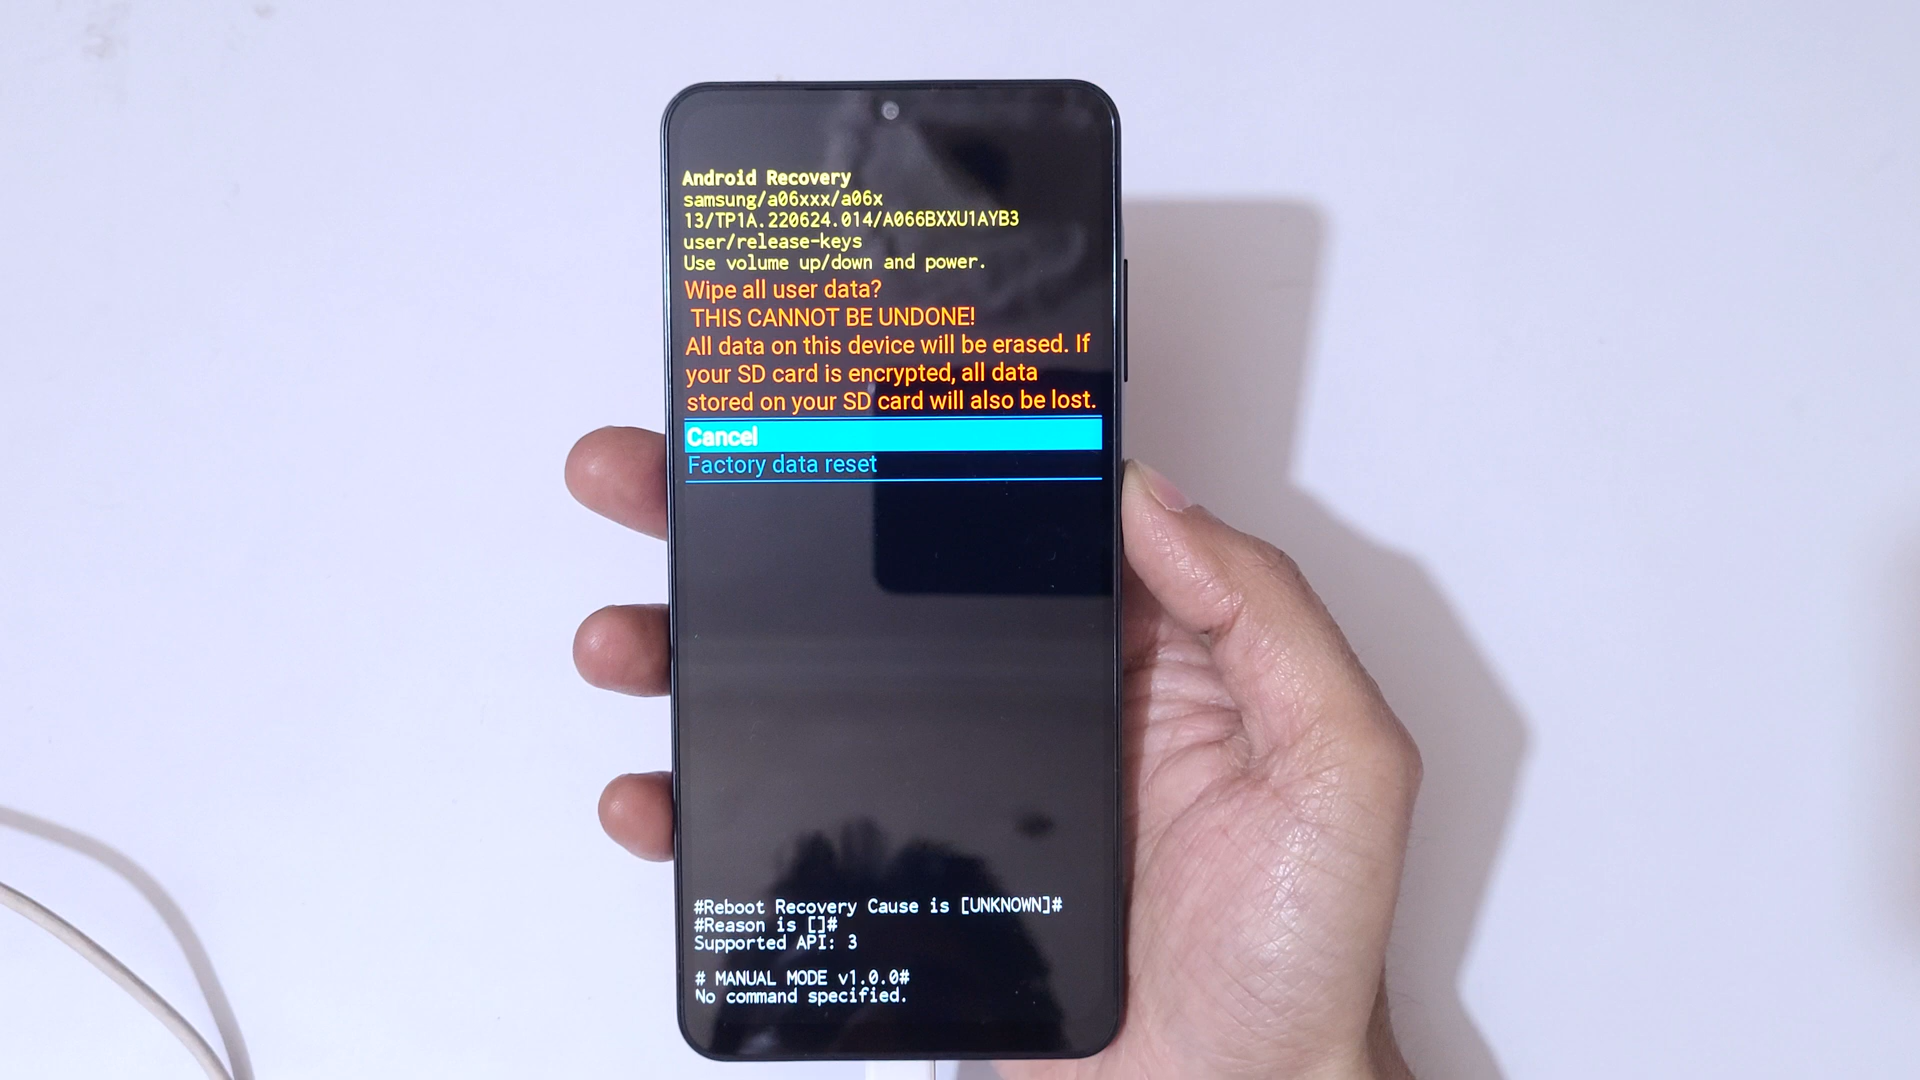 Android Recovery
samsung/a06xxx/a06x
13/TP1A.220624.014/A066BXXU1AYB3
user/release-keys
Use volume up/down and power.
Wipe all user data?
THIS CANNOT BE UNDONE!
All data on this device will be erased. If
your SD card is encrypted, all data
stored on your SD card will also be lost.
Cancel
Factory data reset
#Reboot Recovery Cause is [UNKNOWN]#
#Reason is []#
Supported API: 3
# MANUAL MODE v1.0.0#
No command specified.